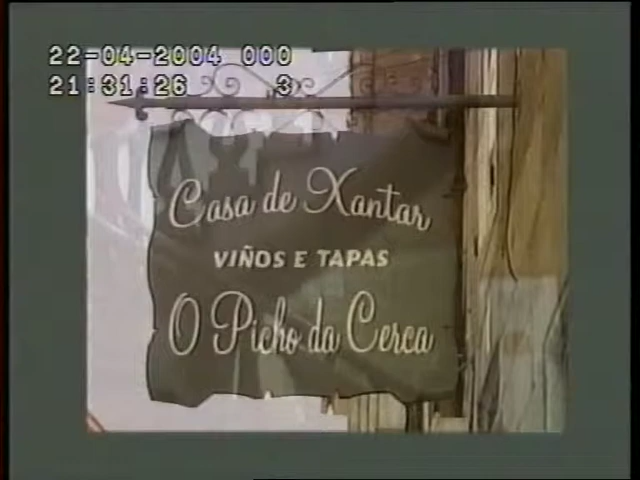 22-04-2004 000
21:31:26 3
Casa de Xantar
VIÑOS E TAPAS
O Picho da Cerca